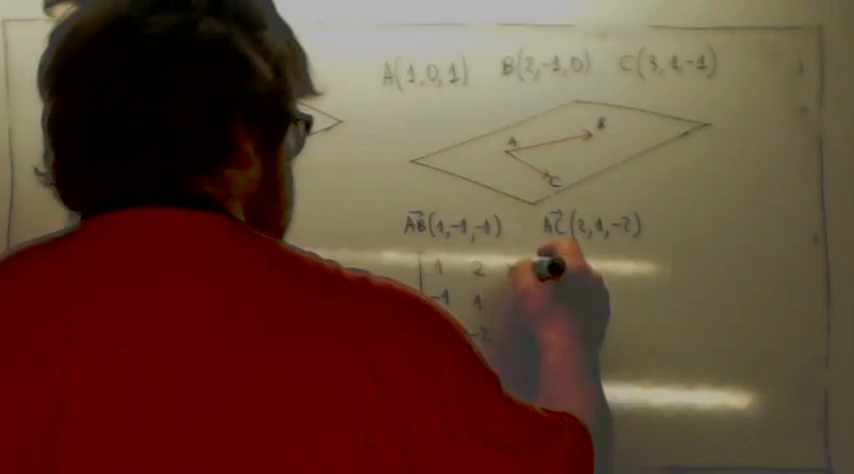 A(1,0,1) B(2,-1,0) C(3,1,-1)
A B
C
AB(1,-1,-1) AC(2,1,-2)
1 2
-1 1
-2